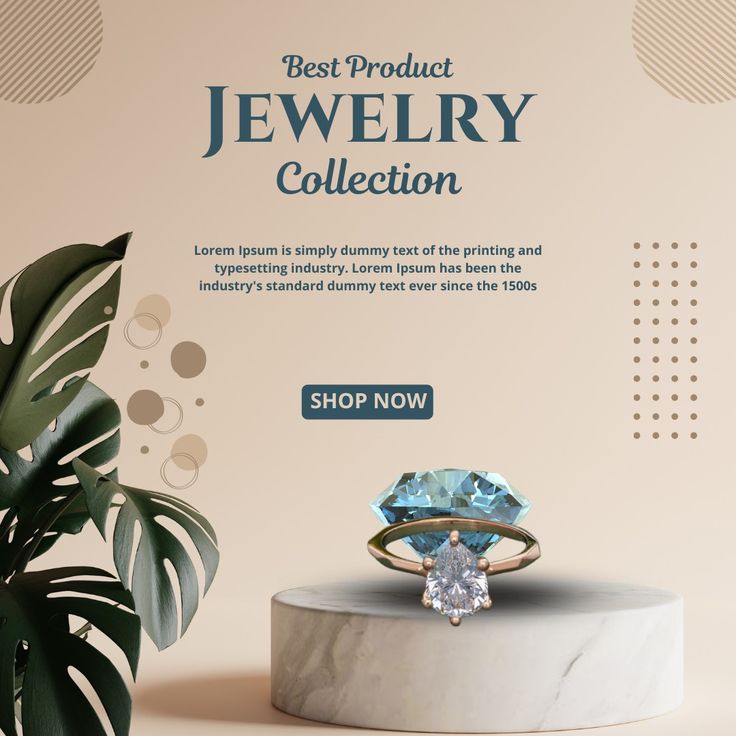 Best Product
JEWELRY
Collection
Lorem Ipsum is simply dummy text of the printing and
typesetting industry. Lorem Ipsum has been the
industry's standard dummy text ever since the 1500s
SHOP NOW